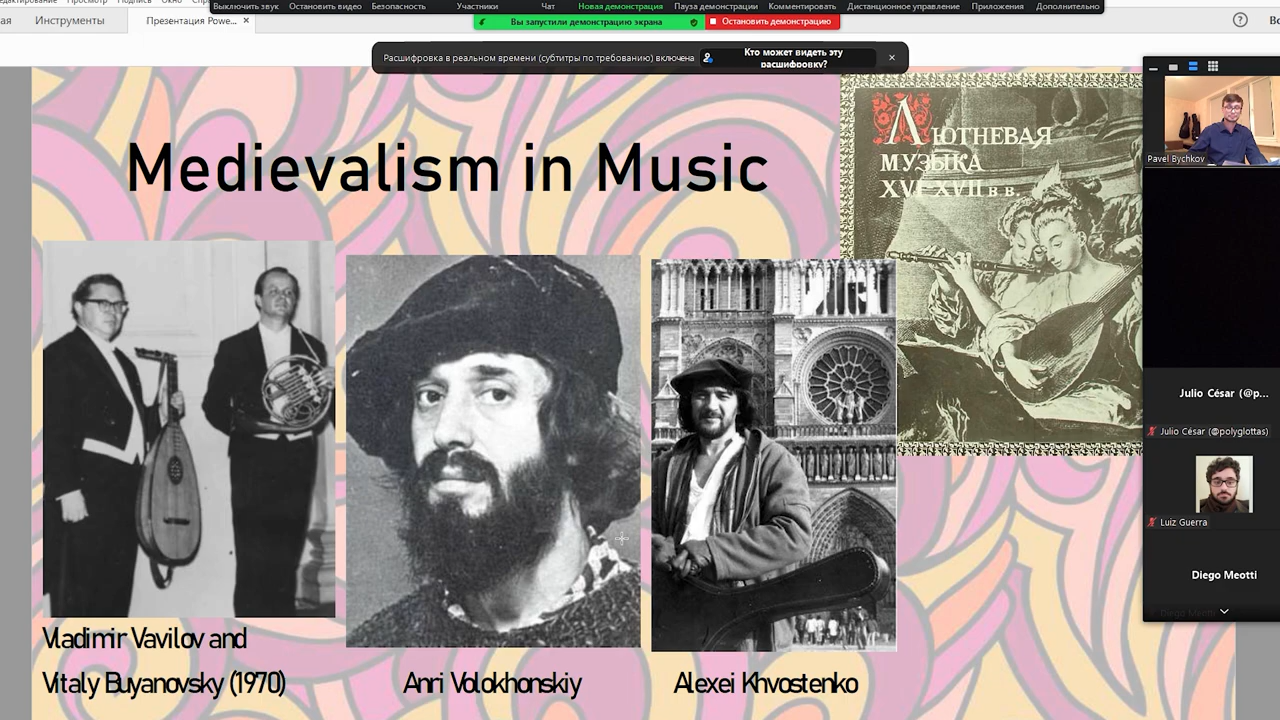 Выключить звук Остановить видео Безопасность Участники Чат Новая демонстрация Пауза демонстрации Комментировать Дистанционное управление Приложения Дополнительно
Вы запустили демонстрацию экрана Остановить демонстрацию
Инструменты Презентация Powe... ×
Расшифровка в реальном времени (субтитры по требованию) включена Кто может видеть эту расшифровку? ×
Medievalism in Music
ЛЮТНЕВАЯ
МУЗЫКА
XVI-XVII в в.
Pavel Bychkov
Julio César (@p...
Julio César (@polyglottas)
Luiz Guerra
Diego Meotti
Vladimir Vavilov and
Vitaly Buyanovsky (1970)
Anri Volokhonskiy
Alexei Khvostenko